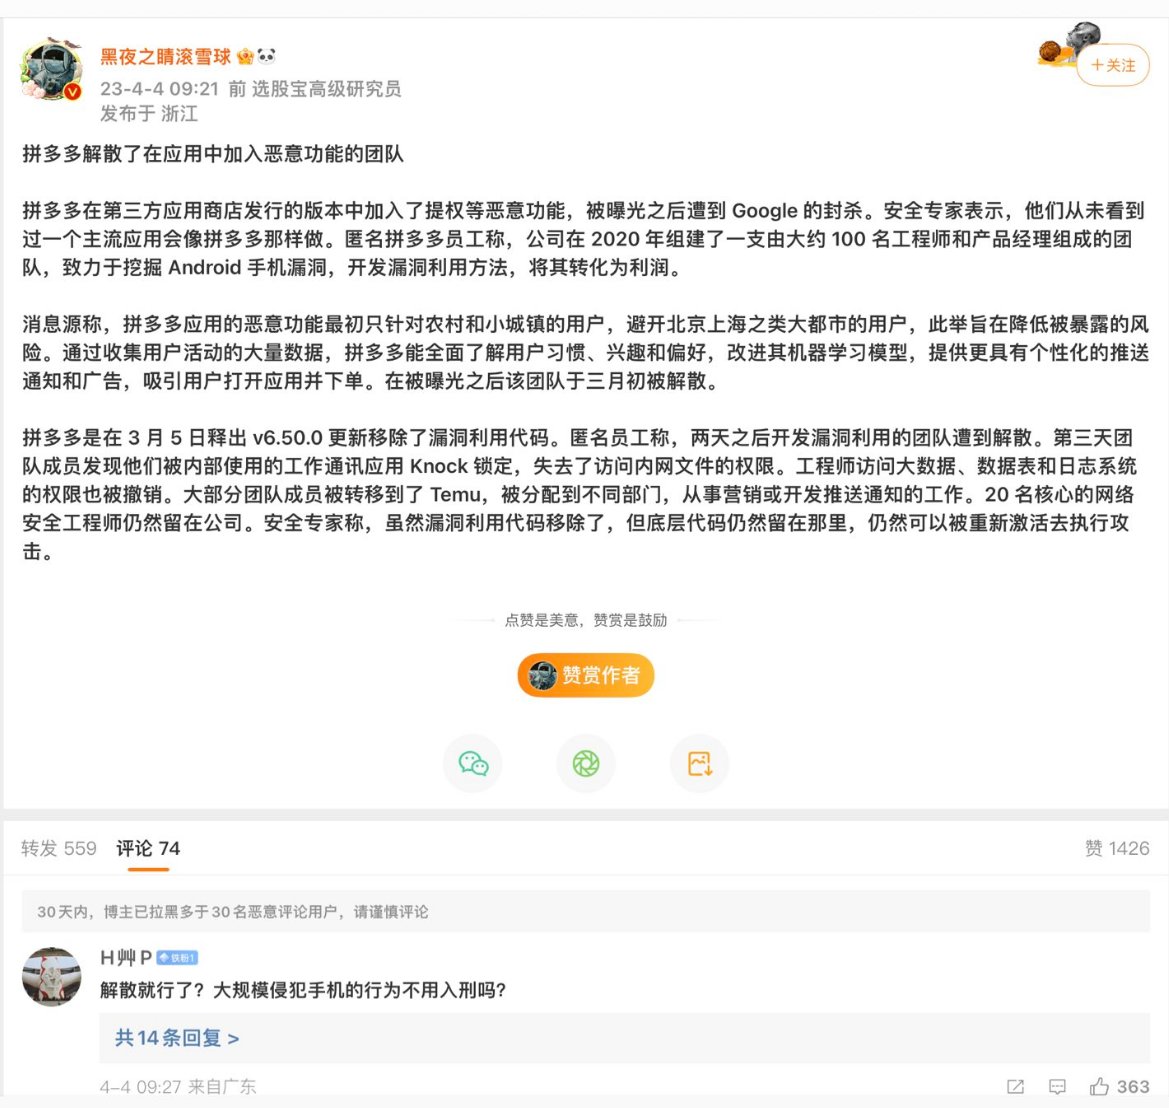 黑夜之睛滚雪球
23-4-4 09:21 前 选股宝高级研究员
发布于 浙江
+关注
拼多多解散了在应用中加入恶意功能的团队
拼多多在第三方应用商店发行的版本中加入了提权等恶意功能，被曝光之后遭到 Google 的封杀。安全专家表示，他们从未看到
过一个主流应用会像拼多多那样做。匿名拼多多员工称，公司在 2020 年组建了一支由大约 100 名工程师和产品经理组成的团
队，致力于挖掘 Android 手机漏洞，开发漏洞利用方法，将其转化为利润。
消息源称，拼多多应用的恶意功能最初只针对农村和小城镇的用户，避开北京上海之类大都市的用户，此举旨在降低被暴露的风
险。通过收集用户活动的大量数据，拼多多能全面了解用户习惯、兴趣和偏好，改进其机器学习模型，提供更具有个性化的推送
通知和广告，吸引用户打开应用并下单。在被曝光之后该团队于三月初被解散。
拼多多是在 3 月 5 日释出 v6.50.0 更新移除了漏洞利用代码。匿名员工称，两天之后开发漏洞利用的团队遭到解散。第三天团
队成员发现他们被内部使用的工作通讯应用 Knock 锁定，失去了访问内网文件的权限。工程师访问大数据、数据表和日志系统
的权限也被撤销。大部分团队成员被转移到了 Temu，被分配到不同部门，从事营销或开发推送通知的工作。20 名核心的网络
安全工程师仍然留在公司。安全专家称，虽然漏洞利用代码移除了，但底层代码仍然留在那里，仍然可以被重新激活去执行攻
击。
点赞是美意，赞赏是鼓励
赞赏作者
转发 559 评论 74 赞 1426
30天内，博主已拉黑多于30名恶意评论用户，请谨慎评论
H艸P 铁粉1
解散就行了？大规模侵犯手机的行为不用入刑吗？
共14条回复 >
4-4 09:27 来自广东 363